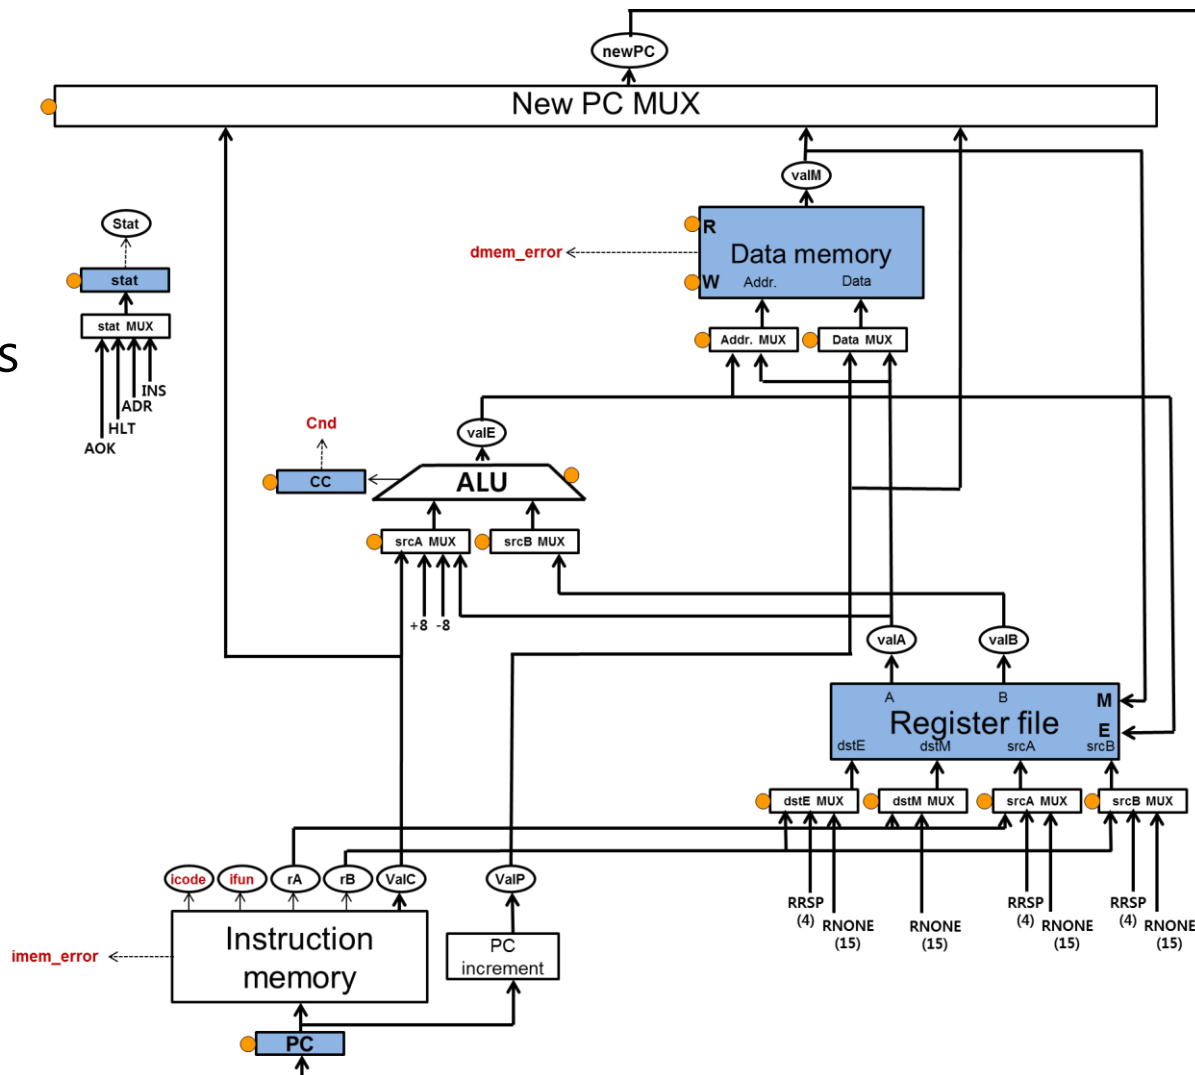 newPC
New PC MUX
valM
Stat
R
dmem_error
Data memory
stat
W
Addr.
Data
stat MUX
Addr. MUX
Data MUX
s
INS
ADR
HLT
AOK
Cnd
valE
CC
ALU
srcA MUX
srcB MUX
+8
-8
valA
valB
A
B
M
Register file
E
dstE
dstM
srcA
srcB
dstE MUX
dstM MUX
srcA MUX
srcB MUX
icode
ifun
rA
rB
ValC
ValP
RRSP
(4)
RNONE
(15)
RNONE
(15)
RRSP
(4)
RNONE
(15)
RRSP
(4)
RNONE
(15)
Instruction
memory
PC
increment
imem_error
PC